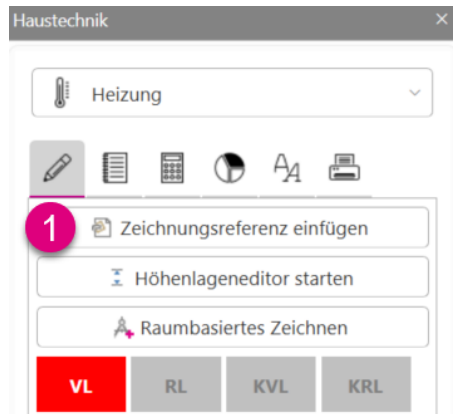 Haustechnik
Heizung
1 Zeichnungsreferenz einfügen
Höhenlageneditor starten
Raumbasiertes Zeichnen
VL RL KVL KRL